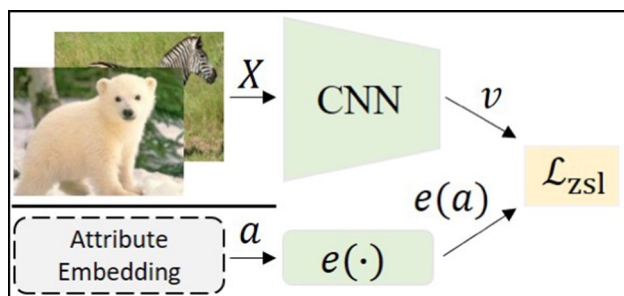 X
CNN
v
ℒzsl
e(a)
Attribute
Embedding
a
e(·)